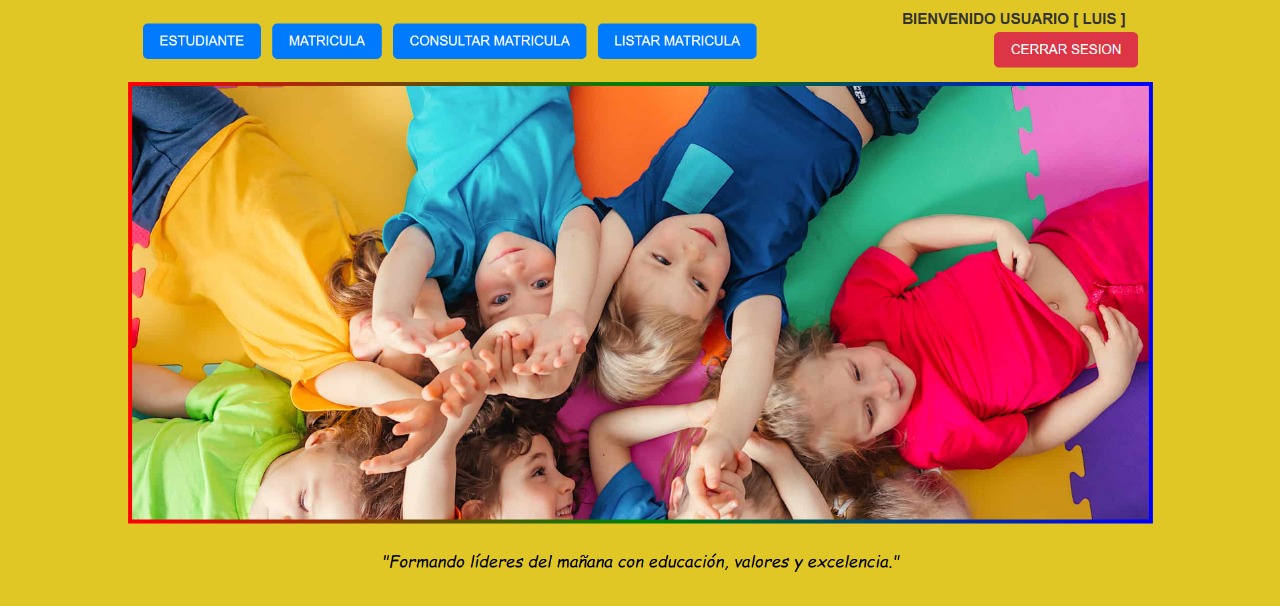 BIENVENIDO USUARIO [ LUIS ]
ESTUDIANTE MATRICULA CONSULTAR MATRICULA LISTAR MATRICULA
CERRAR SESION
"Formando líderes del mañana con educación, valores y excelencia."